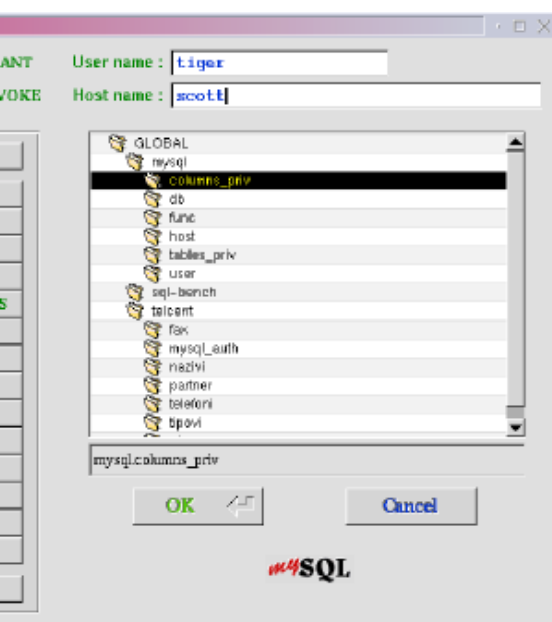 ANT
User name : tiger
VOKE
Host name : scott
GLOBAL
mysql
columns_priv
db
func
host
tables_priv
user
S
sql-bench
telcent
fax
mysql_auth
nazivi
partner
telefoni
tipovi
mysql.columns_priv
OK
Cancel
mySQL